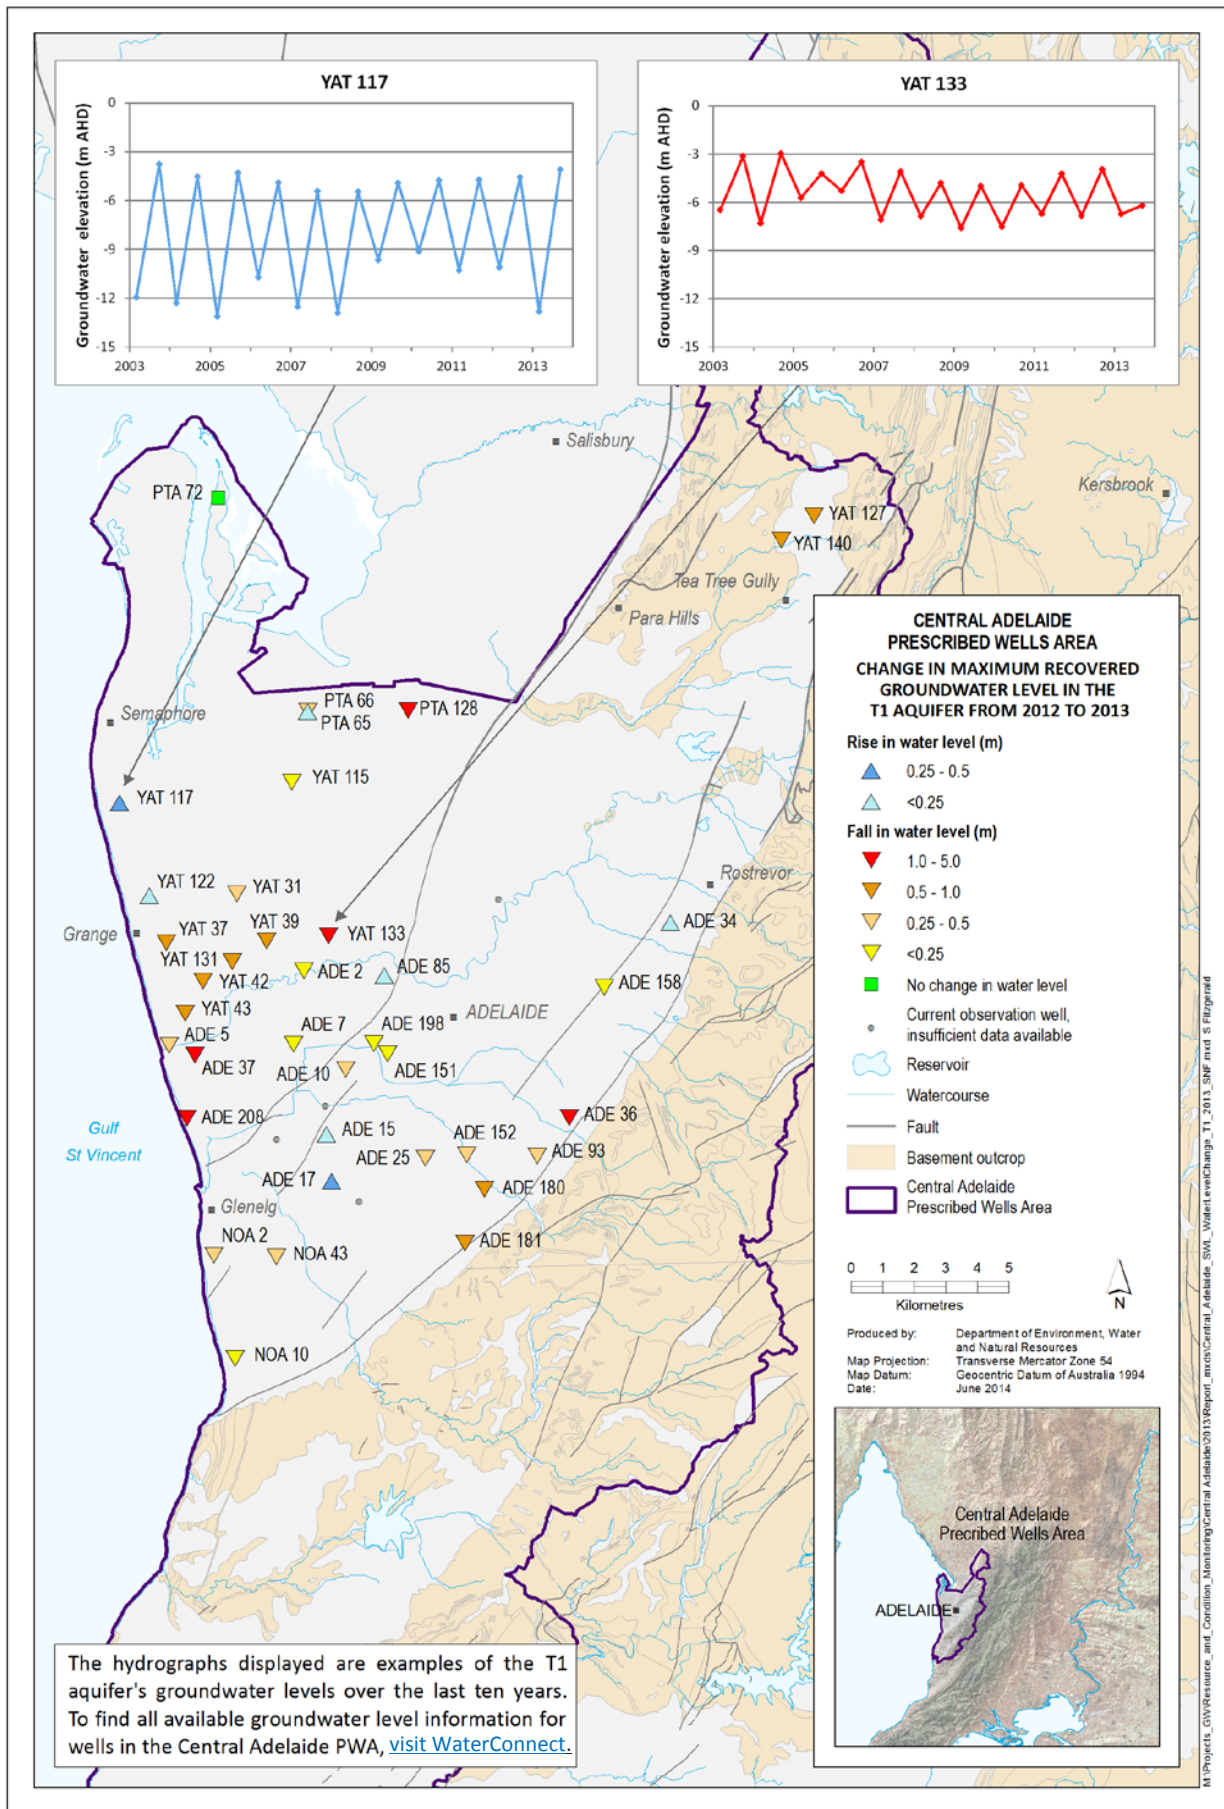 YAT 117
Groundwater elevation (m AHD)
0
-3
-6
-9
-12
-15
2003
2005
2007
2009
2011
2013
YAT 133
Groundwater elevation (m AHD)
0
-3
-6
-9
-12
-15
2003
2005
2007
2009
2011
2013
Salisbury
Kersbrook
PTA 72
YAT 127
YAT 140
Tea Tree Gully
Para Hills
PTA 66
PTA 65
PTA 128
Semaphore
YAT 115
YAT 117
Rostrevor
YAT 122
YAT 31
ADE 34
YAT 37
YAT 39
YAT 133
Grange
YAT 131
ADE 2
ADE 85
YAT 42
ADE 158
YAT 43
ADELAIDE
ADE 5
ADE 7
ADE 198
ADE 37
ADE 10
ADE 151
ADE 208
ADE 36
Gulf
St Vincent
ADE 15
ADE 152
ADE 25
ADE 93
ADE 17
ADE 180
Glenelg
NOA 2
NOA 43
ADE 181
NOA 10
CENTRAL ADELAIDE
PRESCRIBED WELLS AREA
CHANGE IN MAXIMUM RECOVERED
GROUNDWATER LEVEL IN THE
T1 AQUIFER FROM 2012 TO 2013
Rise in water level (m)
0.25 - 0.5
<0.25
Fall in water level (m)
1.0 - 5.0
0.5 - 1.0
0.25 - 0.5
<0.25
No change in water level
Current observation well,
insufficient data available
Reservoir
Watercourse
Fault
Basement outcrop
Central Adelaide
Prescribed Wells Area
0 1 2 3 4 5
Kilometres
N
Produced by: Department of Environment, Water
and Natural Resources
Map Projection: Transverse Mercator Zone 54
Map Datum: Geocentric Datum of Australia 1994
Date: June 2014
Central Adelaide
Precribed Wells Area
ADELAIDE
The hydrographs displayed are examples of the T1
aquifer's groundwater levels over the last ten years.
To find all available groundwater level information for
wells in the Central Adelaide PWA, visit WaterConnect.
M:\Projects_GW\Resource_and_Condition_Monitoring\Central Adelaide\2013\Report_mxds\Central_Adelaide_SWL_WaterLevelChange_T1_2013_SNF.mxd S Fitzgerald